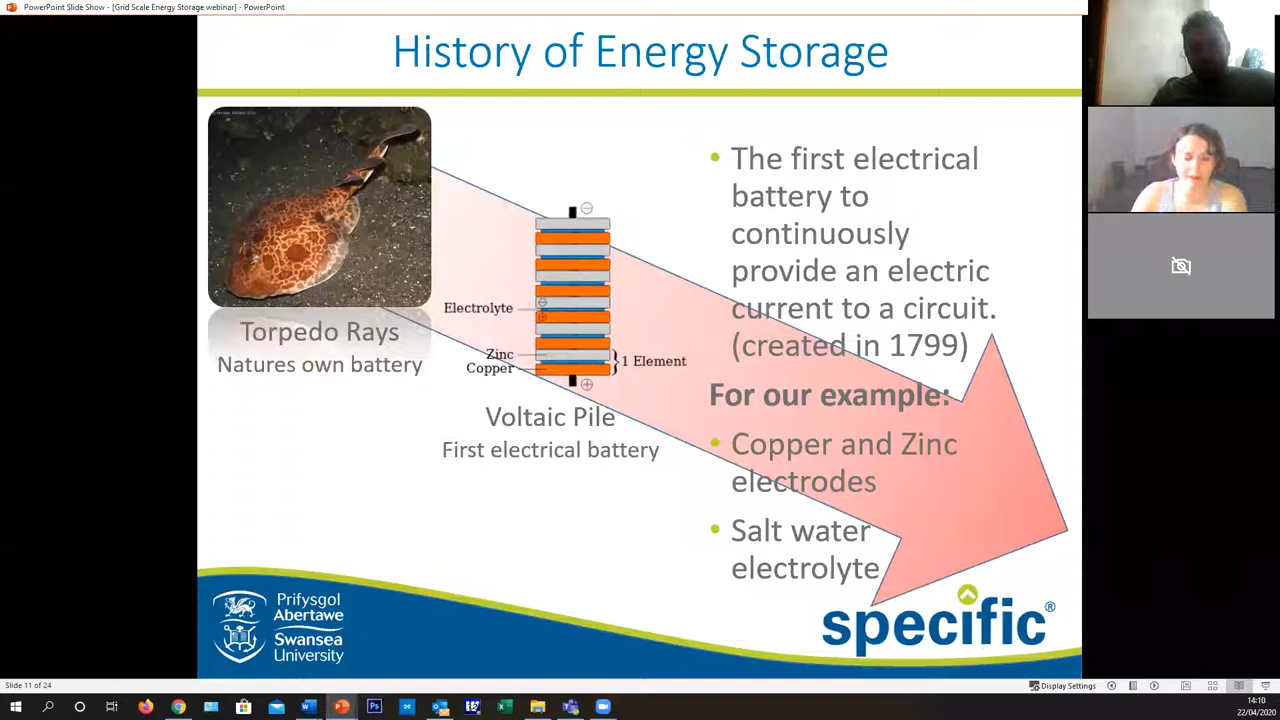 PowerPoint Slide Show - [Grid Scale Energy Storage webinar] - PowerPoint
History of Energy Storage
Torpedo Rays
Natures own battery
Electrolyte
Zinc
Copper
1 Element
Voltaic Pile
First electrical battery
• The first electrical
battery to
continuously
provide an electric
current to a circuit.
(created in 1799)
For our example:
• Copper and Zinc
electrodes
• Salt water
electrolyte
Prifysgol
Abertawe
Swansea
University
specific®
Slide 11 of 24
Display Settings
14:10
22/04/2020